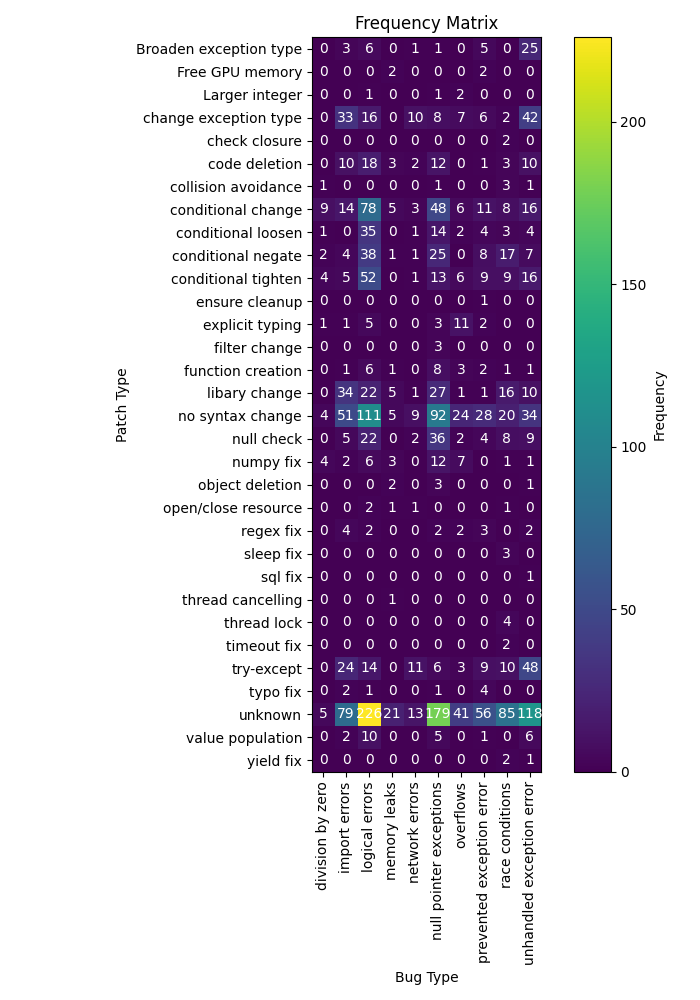 Frequency Matrix
Broaden exception type 0 3 6 0 1 1 0 5 0 25
Free GPU memory 0 0 0 2 0 0 0 2 0 0
Larger integer 0 0 1 0 0 1 2 0 0 0
change exception type 0 33 16 0 10 8 7 6 2 42
check closure 0 0 0 0 0 0 0 0 2 0
code deletion 0 10 18 3 2 12 0 1 3 10
collision avoidance 1 0 0 0 0 1 0 0 3 1
conditional change 9 14 78 5 3 48 6 11 8 16
conditional loosen 1 0 35 0 1 14 2 4 3 4
conditional negate 2 4 38 1 1 25 0 8 17 7
conditional tighten 4 5 52 0 1 13 6 9 9 16
ensure cleanup 0 0 0 0 0 0 0 1 0 0
explicit typing 1 1 5 0 0 3 11 2 0 0
filter change 0 0 0 0 0 3 0 0 0 0
function creation 0 1 6 1 0 8 3 2 1 1
libary change 0 34 22 5 1 27 1 1 16 10
no syntax change 4 51 111 5 9 92 24 28 20 34
null check 0 5 22 0 2 36 2 4 8 9
numpy fix 4 2 6 3 0 12 7 0 1 1
object deletion 0 0 0 2 0 3 0 0 0 1
open/close resource 0 0 2 1 1 0 0 0 1 0
regex fix 0 4 2 0 0 2 2 3 0 2
sleep fix 0 0 0 0 0 0 0 0 3 0
sql fix 0 0 0 0 0 0 0 0 0 1
thread cancelling 0 0 0 1 0 0 0 0 0 0
thread lock 0 0 0 0 0 0 0 0 4 0
timeout fix 0 0 0 0 0 0 0 0 2 0
try-except 0 24 14 0 11 6 3 9 10 48
typo fix 0 2 1 0 0 1 0 4 0 0
unknown 5 79 226 21 13 179 41 56 85 118
value population 0 2 10 0 0 5 0 1 0 6
yield fix 0 0 0 0 0 0 0 0 2 1
Patch Type
division by zero
import errors
logical errors
memory leaks
network errors
null pointer exceptions
overflows
prevented exception error
race conditions
unhandled exception error
Bug Type
200
150
100
50
0
Frequency